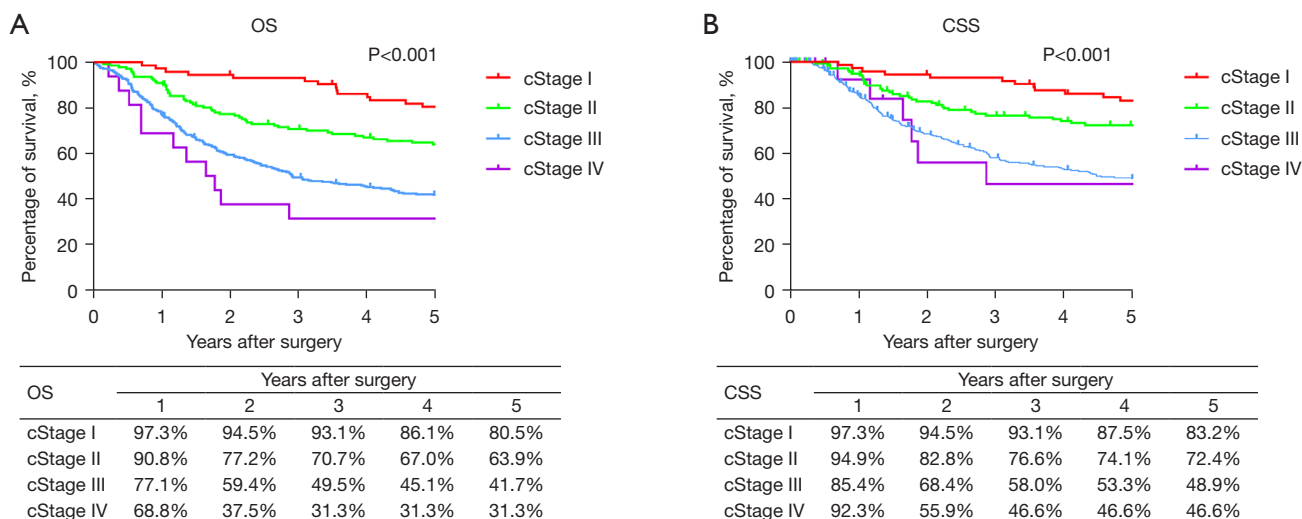 A
OS
P<0.001
Percentage of survival, %
100
80
60
40
20
0
0 1 2 3 4 5
Years after surgery
cStage I
cStage II
cStage III
cStage IV
OS Years after surgery
1 2 3 4 5
cStage I 97.3% 94.5% 93.1% 86.1% 80.5%
cStage II 90.8% 77.2% 70.7% 67.0% 63.9%
cStage III 77.1% 59.4% 49.5% 45.1% 41.7%
cStage IV 68.8% 37.5% 31.3% 31.3% 31.3%
B
CSS
P<0.001
Percentage of survival, %
100
80
60
40
20
0
0 1 2 3 4 5
Years after surgery
cStage I
cStage II
cStage III
cStage IV
CSS Years after surgery
1 2 3 4 5
cStage I 97.3% 94.5% 93.1% 87.5% 83.2%
cStage II 94.9% 82.8% 76.6% 74.1% 72.4%
cStage III 85.4% 68.4% 58.0% 53.3% 48.9%
cStage IV 92.3% 55.9% 46.6% 46.6% 46.6%